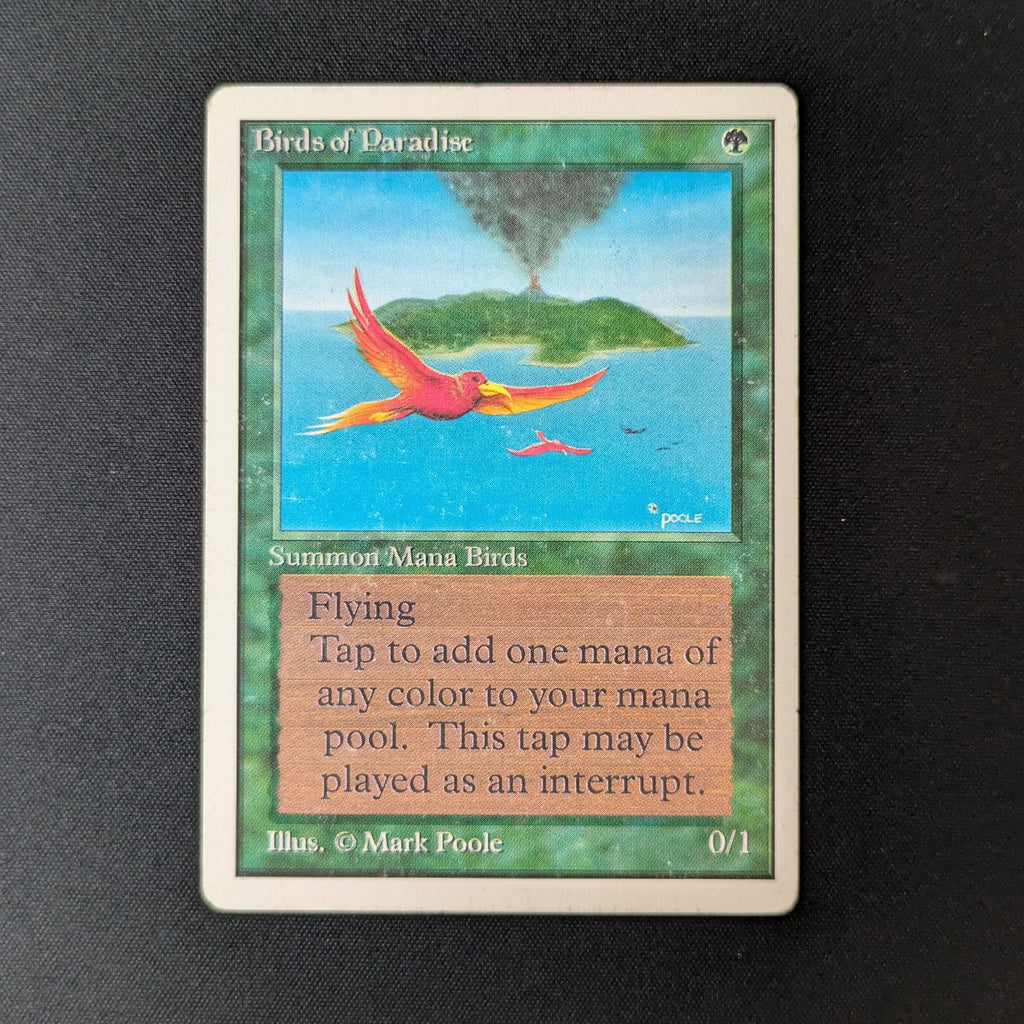 Birds of Paradise
POOLE
Summon Mana Birds
Flying
Tap to add one mana of
any color to your mana
pool. This tap may be
played as an interrupt.
Illus. © Mark Poole
0/1